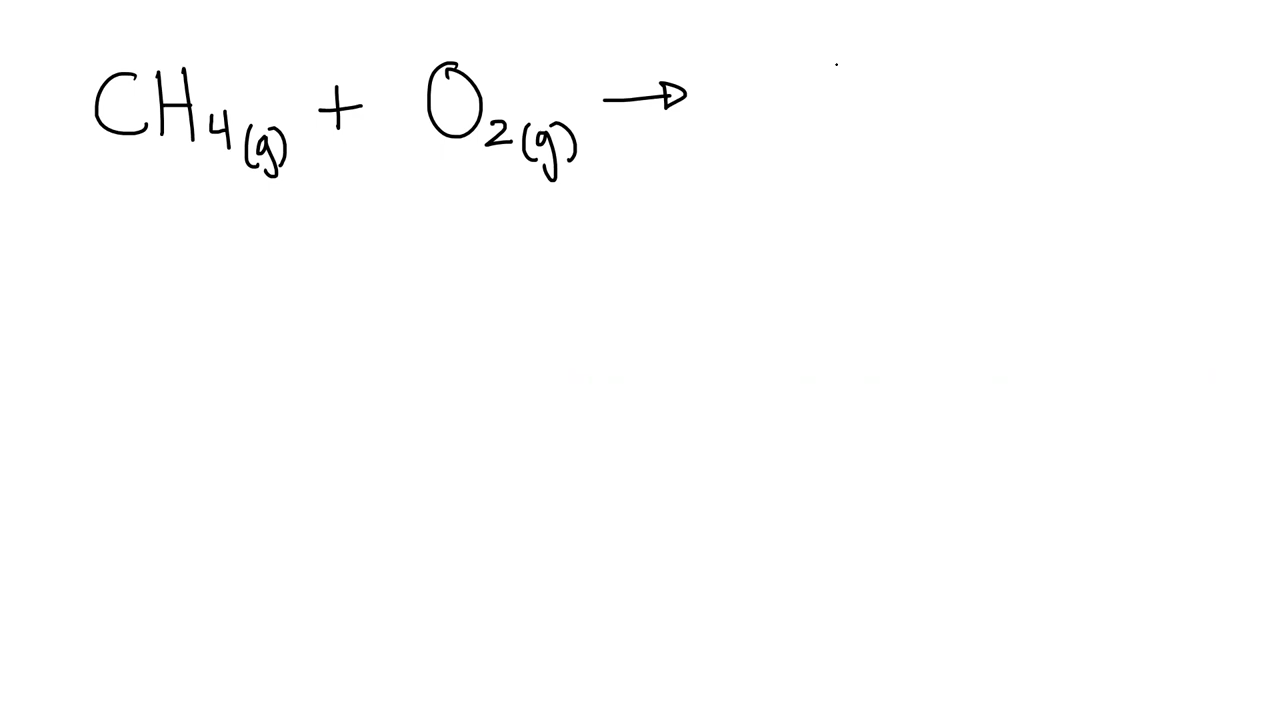 CH₄(g) + O₂(g) →